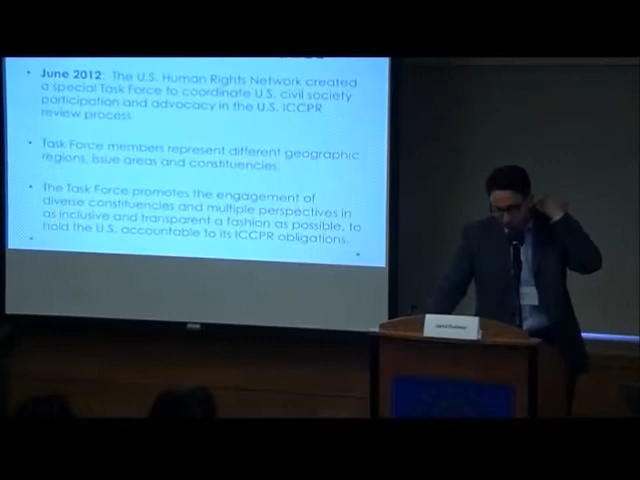 June 2012: The U.S. Human Rights Network created
a special Task Force to coordinate U.S. civil society
participation and advocacy in the U.S. ICCPR
review process
Task Force members represent different geographic
regions, issue areas and constituencies.
The Task Force promotes the engagement of
diverse constituencies and multiple perspectives in
as inclusive and transparent a fashion as possible, to
hold the U.S. accountable to its ICCPR obligations.